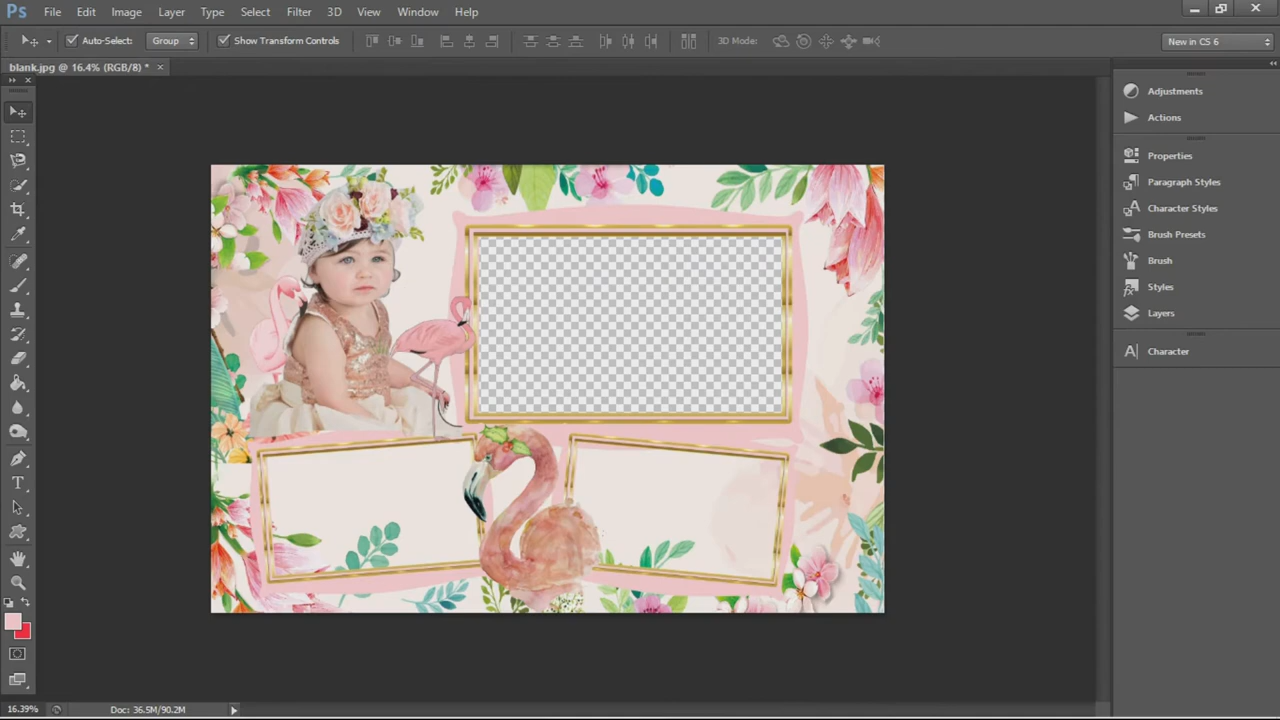 Ps File Edit Image Layer Type Select Filter 3D View Window Help
Auto-Select: Group Show Transform Controls 3D Mode: New in CS 6
blank.jpg @ 16.4% (RGB/8) *
Adjustments
Actions
Properties
Paragraph Styles
Character Styles
Brush Presets
Brush
Styles
Layers
Character
16.39% Doc: 36.5M/90.2M